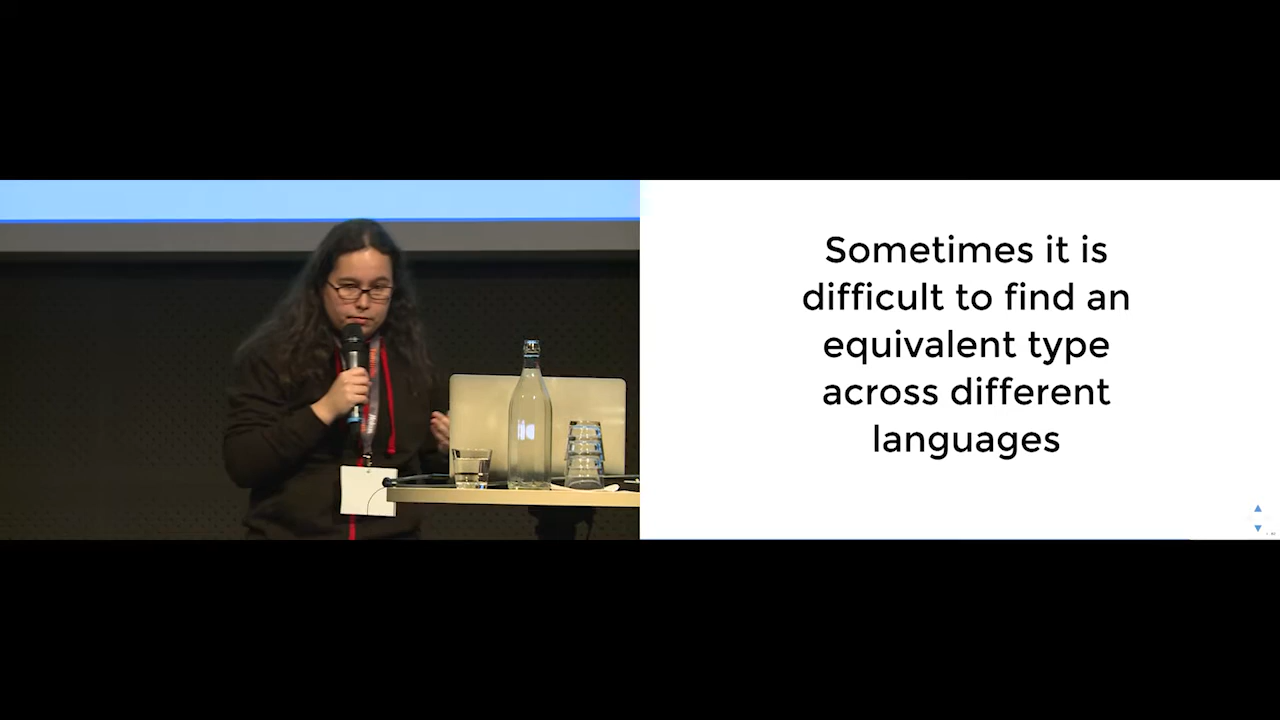 Sometimes it is
difficult to find an
equivalent type
across different
languages